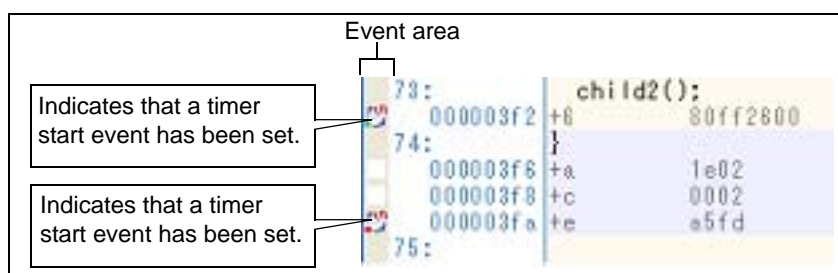 Event area
73: child2();
Indicates that a timer
start event has been set.
000003f2 +6 80ff2600
74: }
000003f6 +a 1e02
Indicates that a timer
start event has been set.
000003f8 +c 0002
000003fa +e a5fd
75: